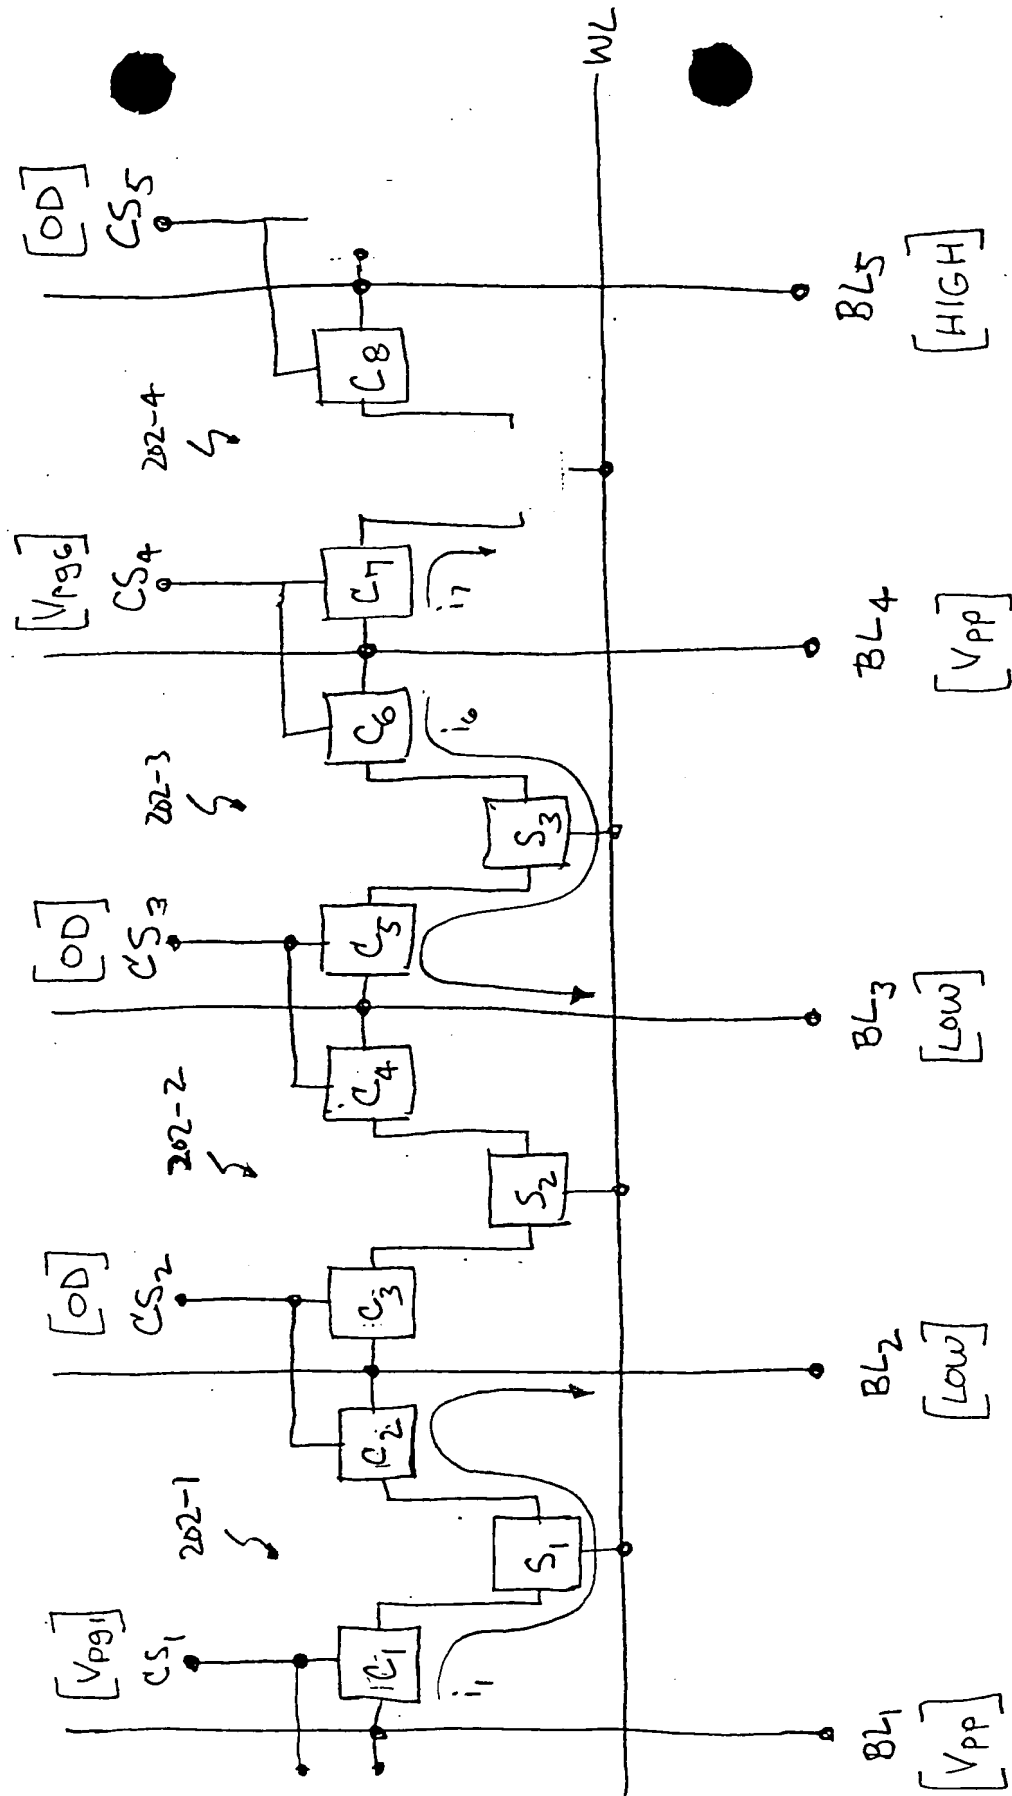 [Vpg1] [OD] [OD] [Vpg6] [OD]
CS1 CS2 CS3 CS4 CS5
202-1 202-2 202-3 202-4
C1 C2 C3 C4 C5 C6 C7 C8
i1 i6 i7
S1 S2 S3
WL
BL1 BL2 BL3 BL4 BL5
[Vpp] [LOW] [LOW] [Vpp] [HIGH]